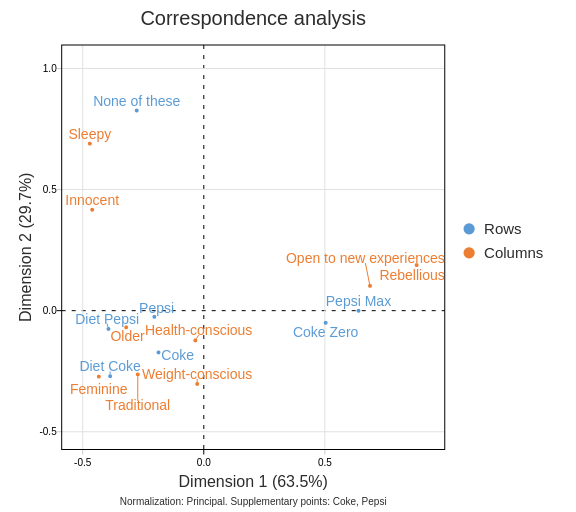 Correspondence analysis
1.0
None of these
Sleepy
0.5
Innocent
Open to new experiences
Rebellious
Pepsi Max
Pepsi
0.0
Diet Pepsi
Health-conscious
Coke Zero
Older
Coke
Diet Coke
Weight-conscious
Feminine
Traditional
-0.5
-0.5
0.0
0.5
Dimension 1 (63.5%)
Dimension 2 (29.7%)
Rows
Columns
Normalization: Principal. Supplementary points: Coke, Pepsi